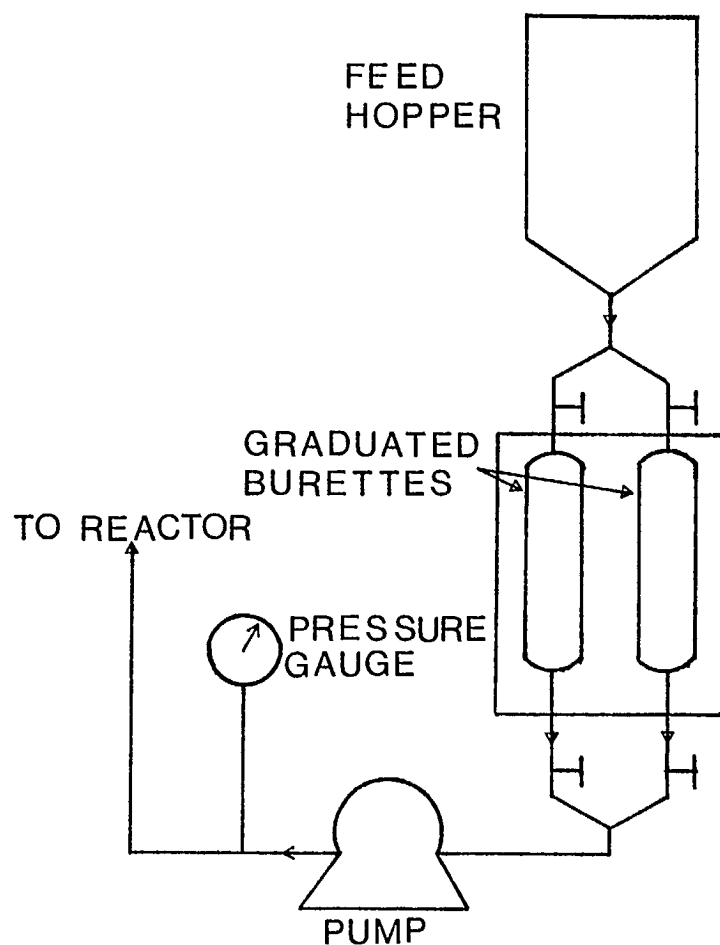 FEED
HOPPER
GRADUATED
BURETTES
TO REACTOR
PRESSURE
GAUGE
PUMP